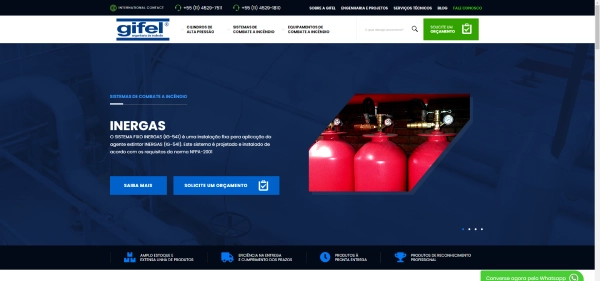 INTERNATIONAL CONTACT
+55 (11) 4529-7511
+55 (11) 4529-1810
SOBRE A GIFEL
ENGENHARIA E PROJETOS
SERVIÇOS TÉCNICOS
BLOG
FALE CONOSCO
gifel®
engenharia de incêndio
CILINDROS DE
ALTA PRESSÃO
SISTEMAS DE
COMBATE A INCÊNDIO
EQUIPAMENTOS DE
COMBATE A INCÊNDIO
SOLICITE UM
ORÇAMENTO
SISTEMAS DE COMBATE A INCÊNDIO
INERGAS
O SISTEMA FIXO INERGAS (IG-541) é uma instalação fixa para aplicação do
agente extintor INERGAS (IG-541). Este sistema é projetado e instalado de
acordo com os requisitos da norma NFPA-2001
SAIBA MAIS
SOLICITE UM ORÇAMENTO
AMPLO ESTOQUE E
EXTENSA LINHA DE PRODUTOS
EFICIÊNCIA NA ENTREGA
E CUMPRIMENTO DOS PRAZOS
PRODUTOS À
PRONTA ENTREGA
PRODUTOS DE RECONHECIMENTO
PROFISSIONAL
Converse agora pelo Whatsapp